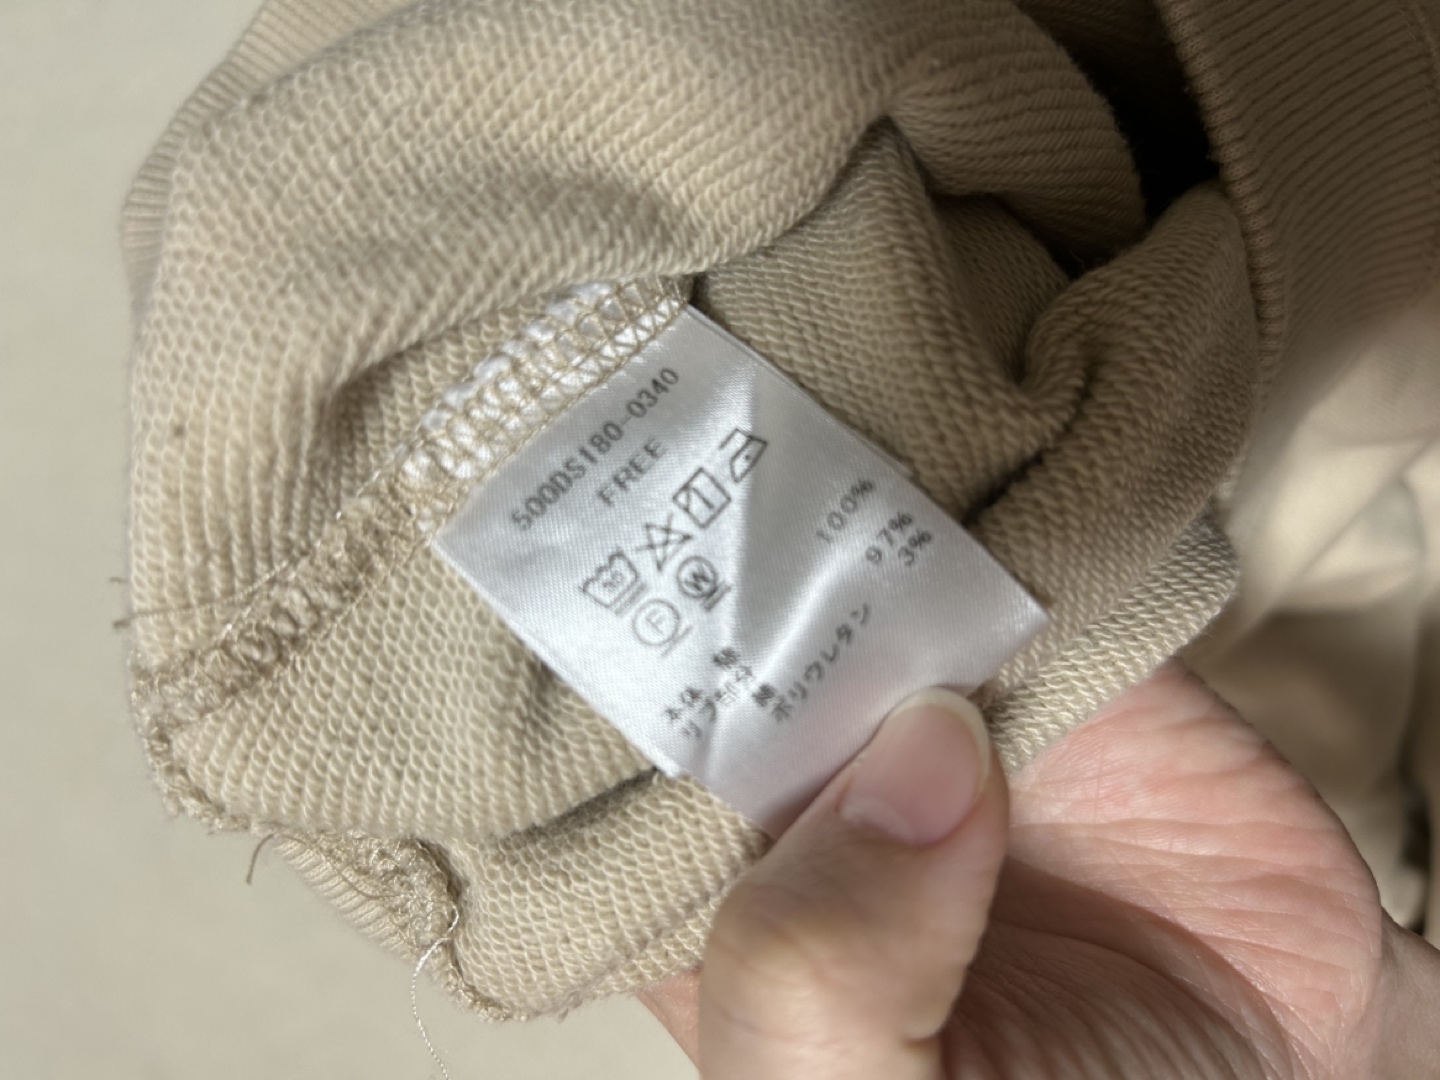 500DS180-0340
FREE
30
F W
本体 綿 100%
リブ部分 綿 97%
ポリウレタン 3%